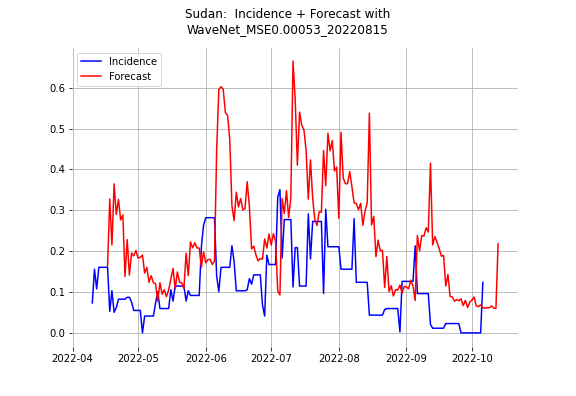 Sudan:  Incidence + Forecast with
WaveNet_MSE0.00053_20220815
Incidence
Forecast
0.6
0.5
0.4
0.3
0.2
0.1
0.0
2022-04 2022-05 2022-06 2022-07 2022-08 2022-09 2022-10